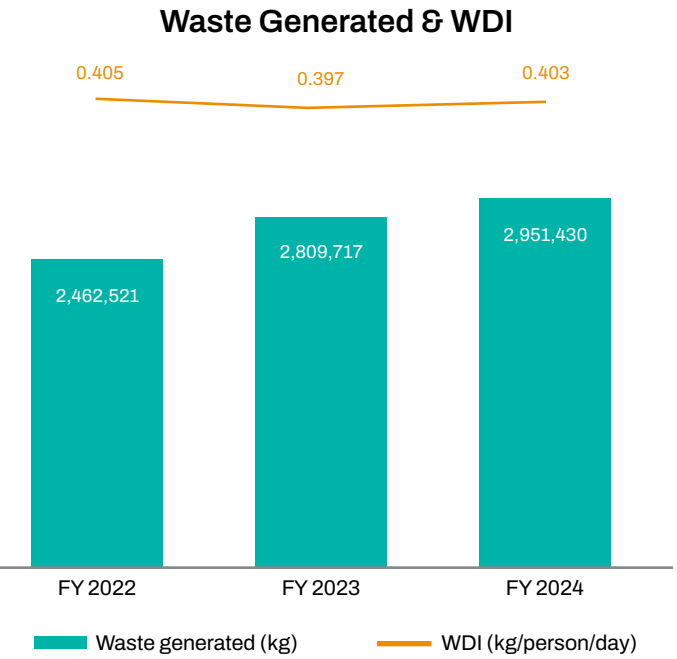 Waste Generated & WDI
0.405
0.397
0.403
2,462,521
2,809,717
2,951,430
FY 2022
FY 2023
FY 2024
Waste generated (kg)
WDI (kg/person/day)